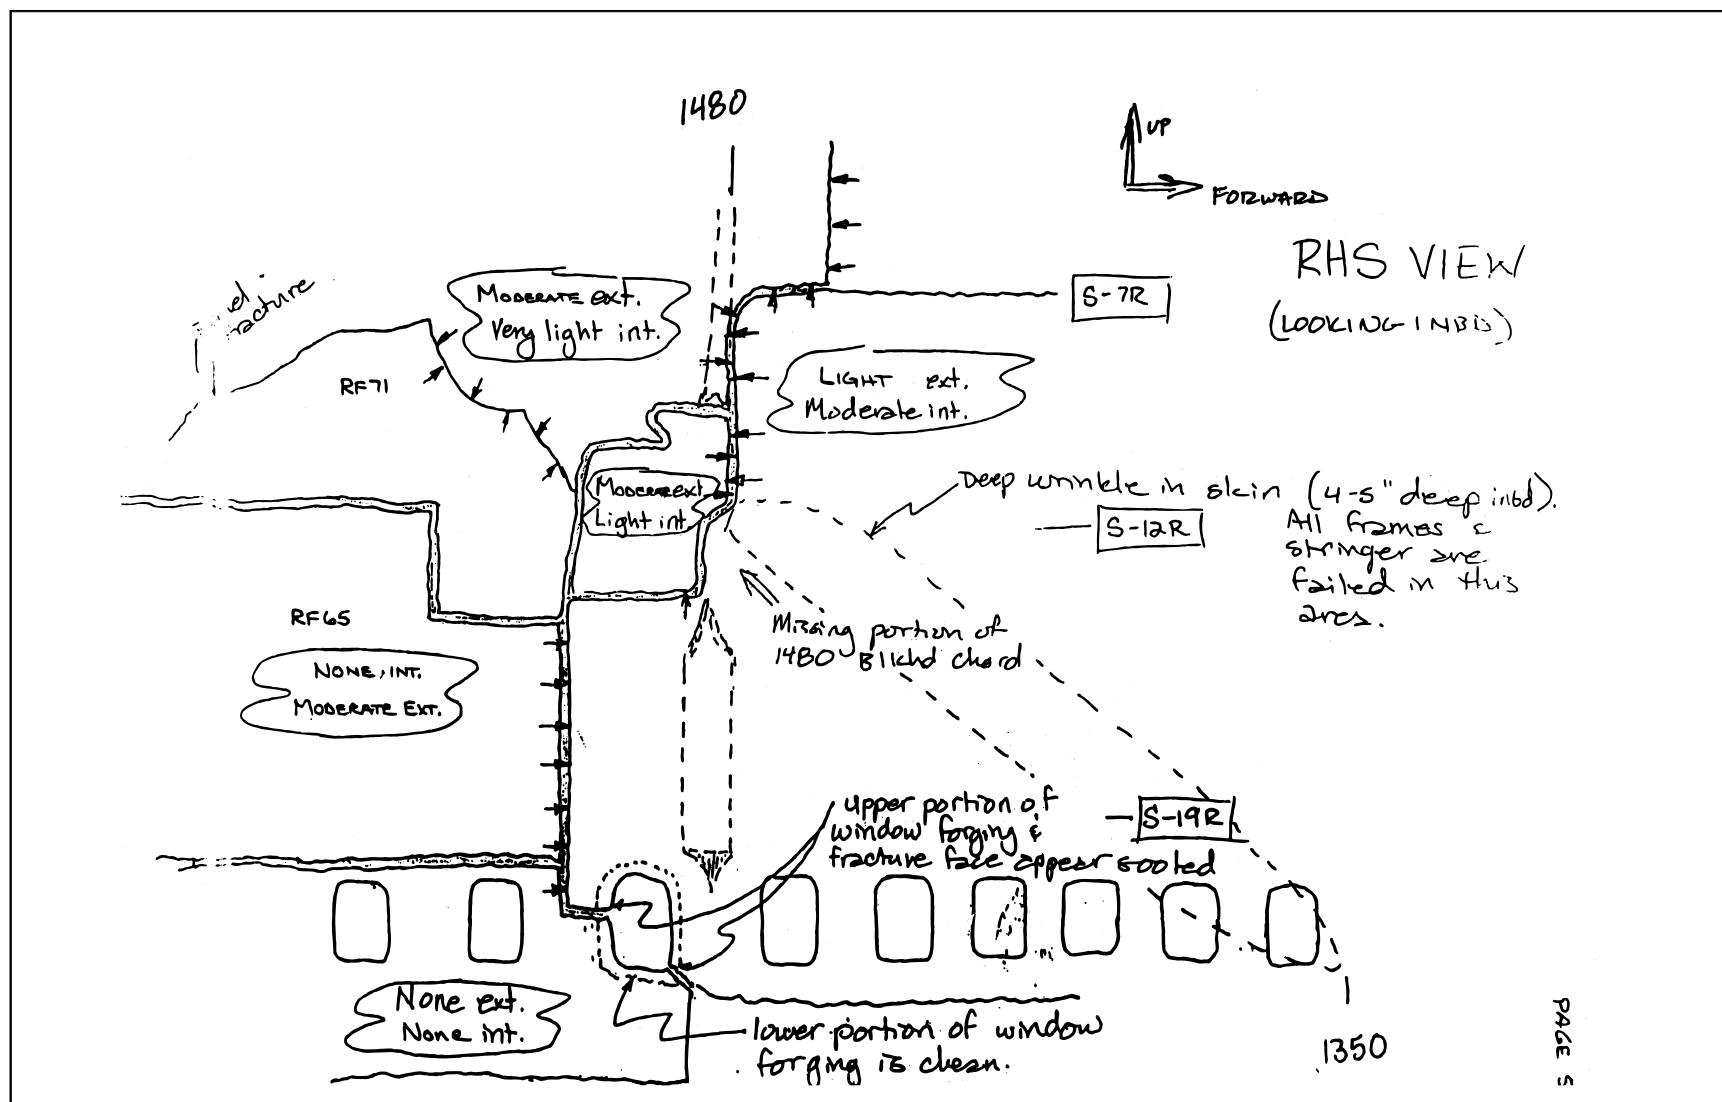 1480
UP
FORWARD
RHS VIEW
(LOOKING INBD)
S-7R
MODERATE ext.
Very light int.
RF71
LIGHT ext.
Moderate int.
Moderate ext
Light int.
Deep wrinkle in skin (4-5" deep inbd).
All frames &
stringer are
failed in this
area.
S-12R
RF65
NONE, INT.
MODERATE EXT.
Missing portion of
1480 Blkhd chord
upper portion of
window forging &
fracture face appear sooted
S-19R
None ext.
None int.
lower portion of window
forging is clean.
1350
PAGE